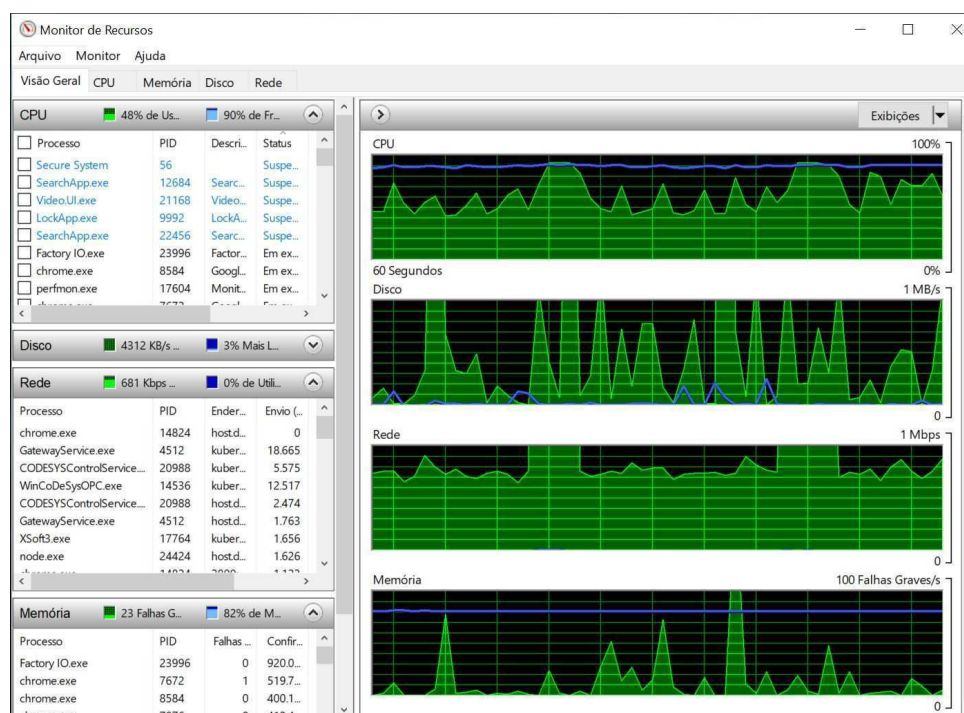 Monitor de Recursos
Arquivo Monitor Ajuda
Visão Geral CPU Memória Disco Rede
CPU 48% de Us... 90% de Fr...
Processo PID Descri... Status
Secure System 56 Suspe...
SearchApp.exe 12684 Searc... Suspe...
Video.UI.exe 21168 Video... Suspe...
LockApp.exe 9992 LockA... Suspe...
SearchApp.exe 22456 Searc... Suspe...
Factory IO.exe 23996 Factor... Em ex...
chrome.exe 8584 Googl... Em ex...
perfmon.exe 17604 Monit... Em ex...
Disco 4312 KB/s ... 3% Mais L...
Rede 681 Kbps ... 0% de Utili...
Processo PID Ender... Envio (...
chrome.exe 14824 host.d... 0
GatewayService.exe 4512 kuber... 18.665
CODESYSControlService.... 20988 kuber... 5.575
WinCoDeSysOPC.exe 14536 kuber... 12.517
CODESYSControlService.... 20988 host.d... 2.474
GatewayService.exe 4512 host.d... 1.763
XSoft3.exe 17764 kuber... 1.656
node.exe 24424 host.d... 1.626
Memória 23 Falhas G... 82% de M...
Processo PID Falhas ... Confir...
Factory IO.exe 23996 0 920.0...
chrome.exe 7672 1 519.7...
chrome.exe 8584 0 400.1...
Exibições
CPU 100%
60 Segundos 0%
Disco 1 MB/s
0
Rede 1 Mbps
0
Memória 100 Falhas Graves/s
0